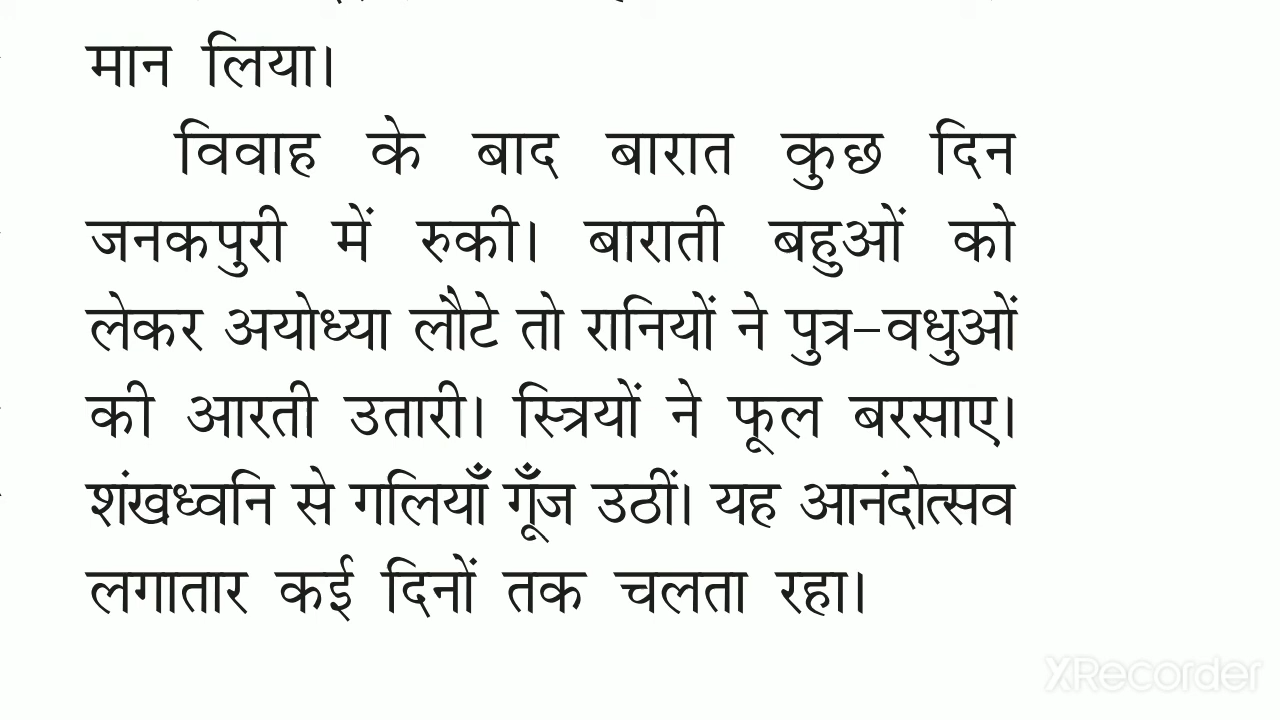 मान लिया।
विवाह के बाद बारात कुछ दिन
जनकपुरी में रुकी। बाराती बहुओं को
लेकर अयोध्या लौटे तो रानियों ने पुत्र-वधुओं
की आरती उतारी। स्त्रियों ने फूल बरसाए।
शंखध्वनि से गलियाँ गूँज उठीं। यह आनंदोत्सव
लगातार कई दिनों तक चलता रहा।
XRecorder